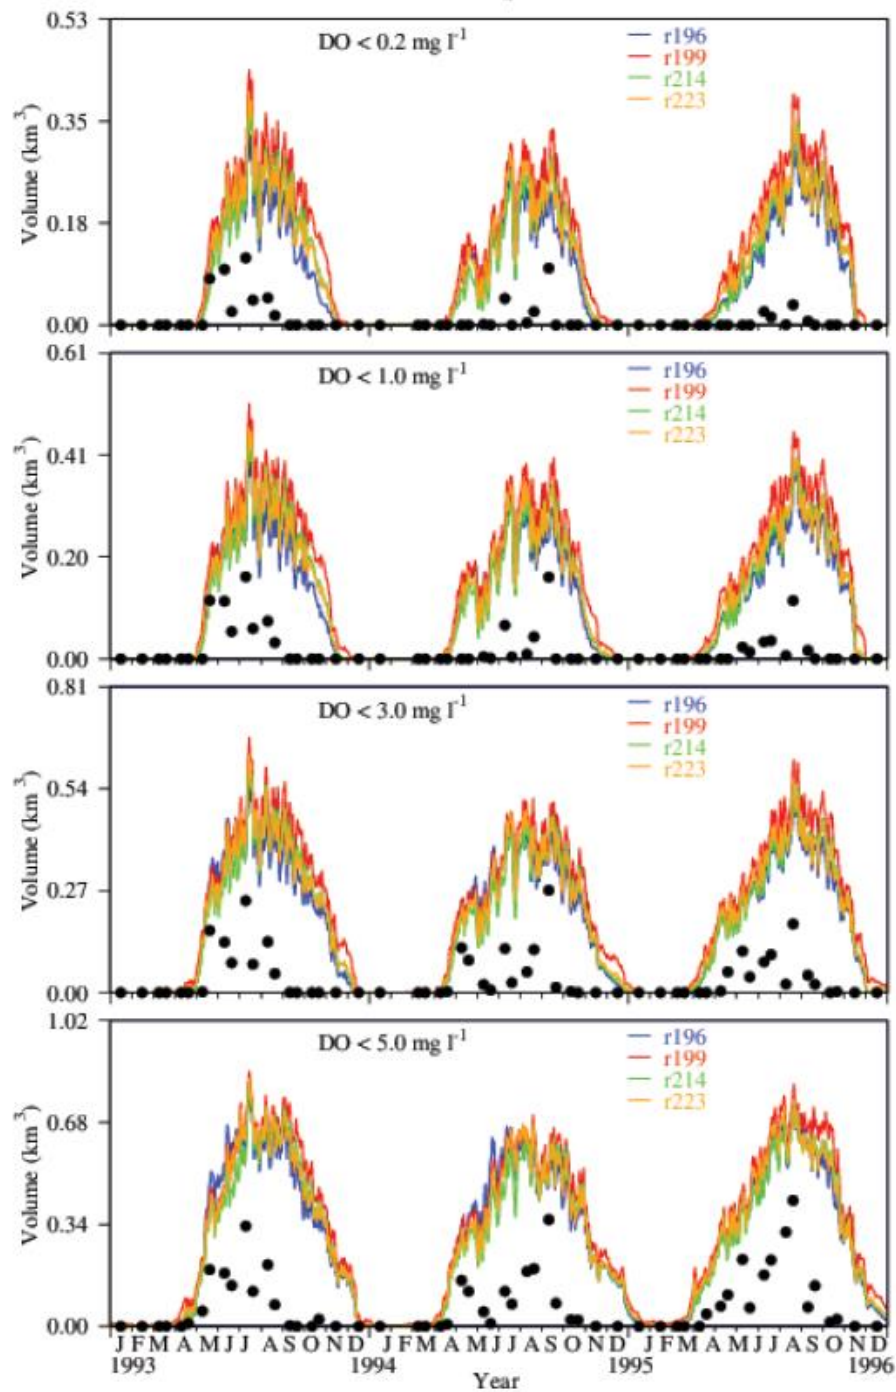 0.53
DO < 0.2 mg l-1
r196
r199
r214
r223
0.35
0.18
0.00
Volume (km3)
0.61
DO < 1.0 mg l-1
r196
r199
r214
r223
0.41
0.20
0.00
Volume (km3)
0.81
DO < 3.0 mg l-1
r196
r199
r214
r223
0.54
0.27
0.00
Volume (km3)
1.02
DO < 5.0 mg l-1
r196
r199
r214
r223
0.68
0.34
0.00
Volume (km3)
J F M A M J J A S O N D J F M A M J J A S O N D J F M A M J J A S O N D
1993 1994 1995 1996
Year